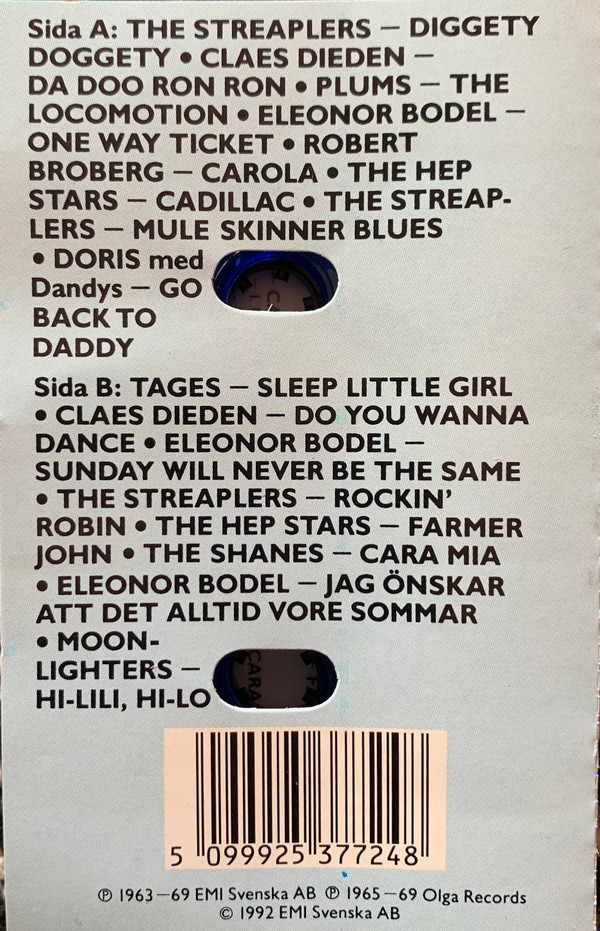 Sida A: THE STREAPLERS – DIGGETY
DOGGETY • CLAES DIEDEN –
DA DOO RON RON • PLUMS – THE
LOCOMOTION • ELEONOR BODEL –
ONE WAY TICKET • ROBERT
BROBERG – CAROLA • THE HEP
STARS – CADILLAC • THE STREAP-
LERS – MULE SKINNER BLUES
• DORIS med
Dandys – GO
BACK TO
DADDY
Sida B: TAGES – SLEEP LITTLE GIRL
• CLAES DIEDEN – DO YOU WANNA
DANCE • ELEONOR BODEL –
SUNDAY WILL NEVER BE THE SAME
• THE STREAPLERS – ROCKIN'
ROBIN • THE HEP STARS – FARMER
JOHN • THE SHANES – CARA MIA
• ELEONOR BODEL – JAG ÖNSKAR
ATT DET ALLTID VORE SOMMAR
• MOON-
LIGHTERS –
HI-LILI, HI-LO
CARA
5 099925 377248
℗ 1963–69 EMI Svenska AB ℗ 1965–69 Olga Records
© 1992 EMI Svenska AB